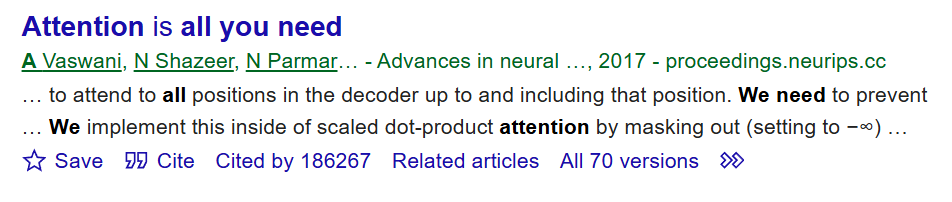 Attention is all you need
A Vaswani, N Shazeer, N Parmar… - Advances in neural …, 2017 - proceedings.neurips.cc
… to attend to all positions in the decoder up to and including that position. We need to prevent
… We implement this inside of scaled dot-product attention by masking out (setting to −∞) …
Save Cite Cited by 186267 Related articles All 70 versions